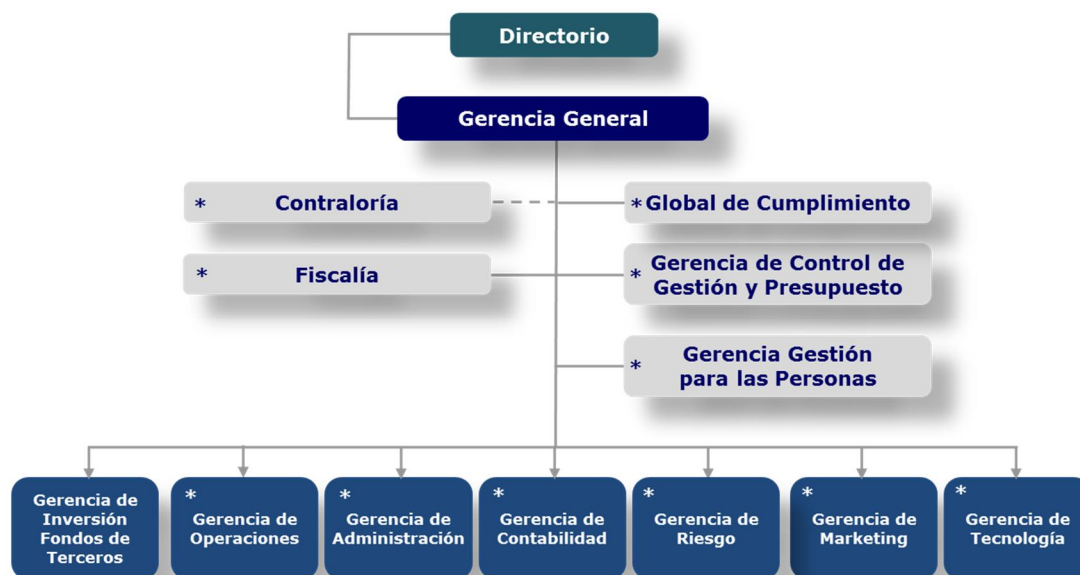 Directorio
Gerencia General
* Contraloría
* Global de Cumplimiento
* Fiscalía
* Gerencia de Control de
Gestión y Presupuesto
* Gerencia Gestión
para las Personas
Gerencia de
Inversión
Fondos de
Terceros
*
Gerencia de
Operaciones
*
Gerencia de
Administración
*
Gerencia de
Contabilidad
*
Gerencia de
Riesgo
*
Gerencia de
Marketing
*
Gerencia de
Tecnología